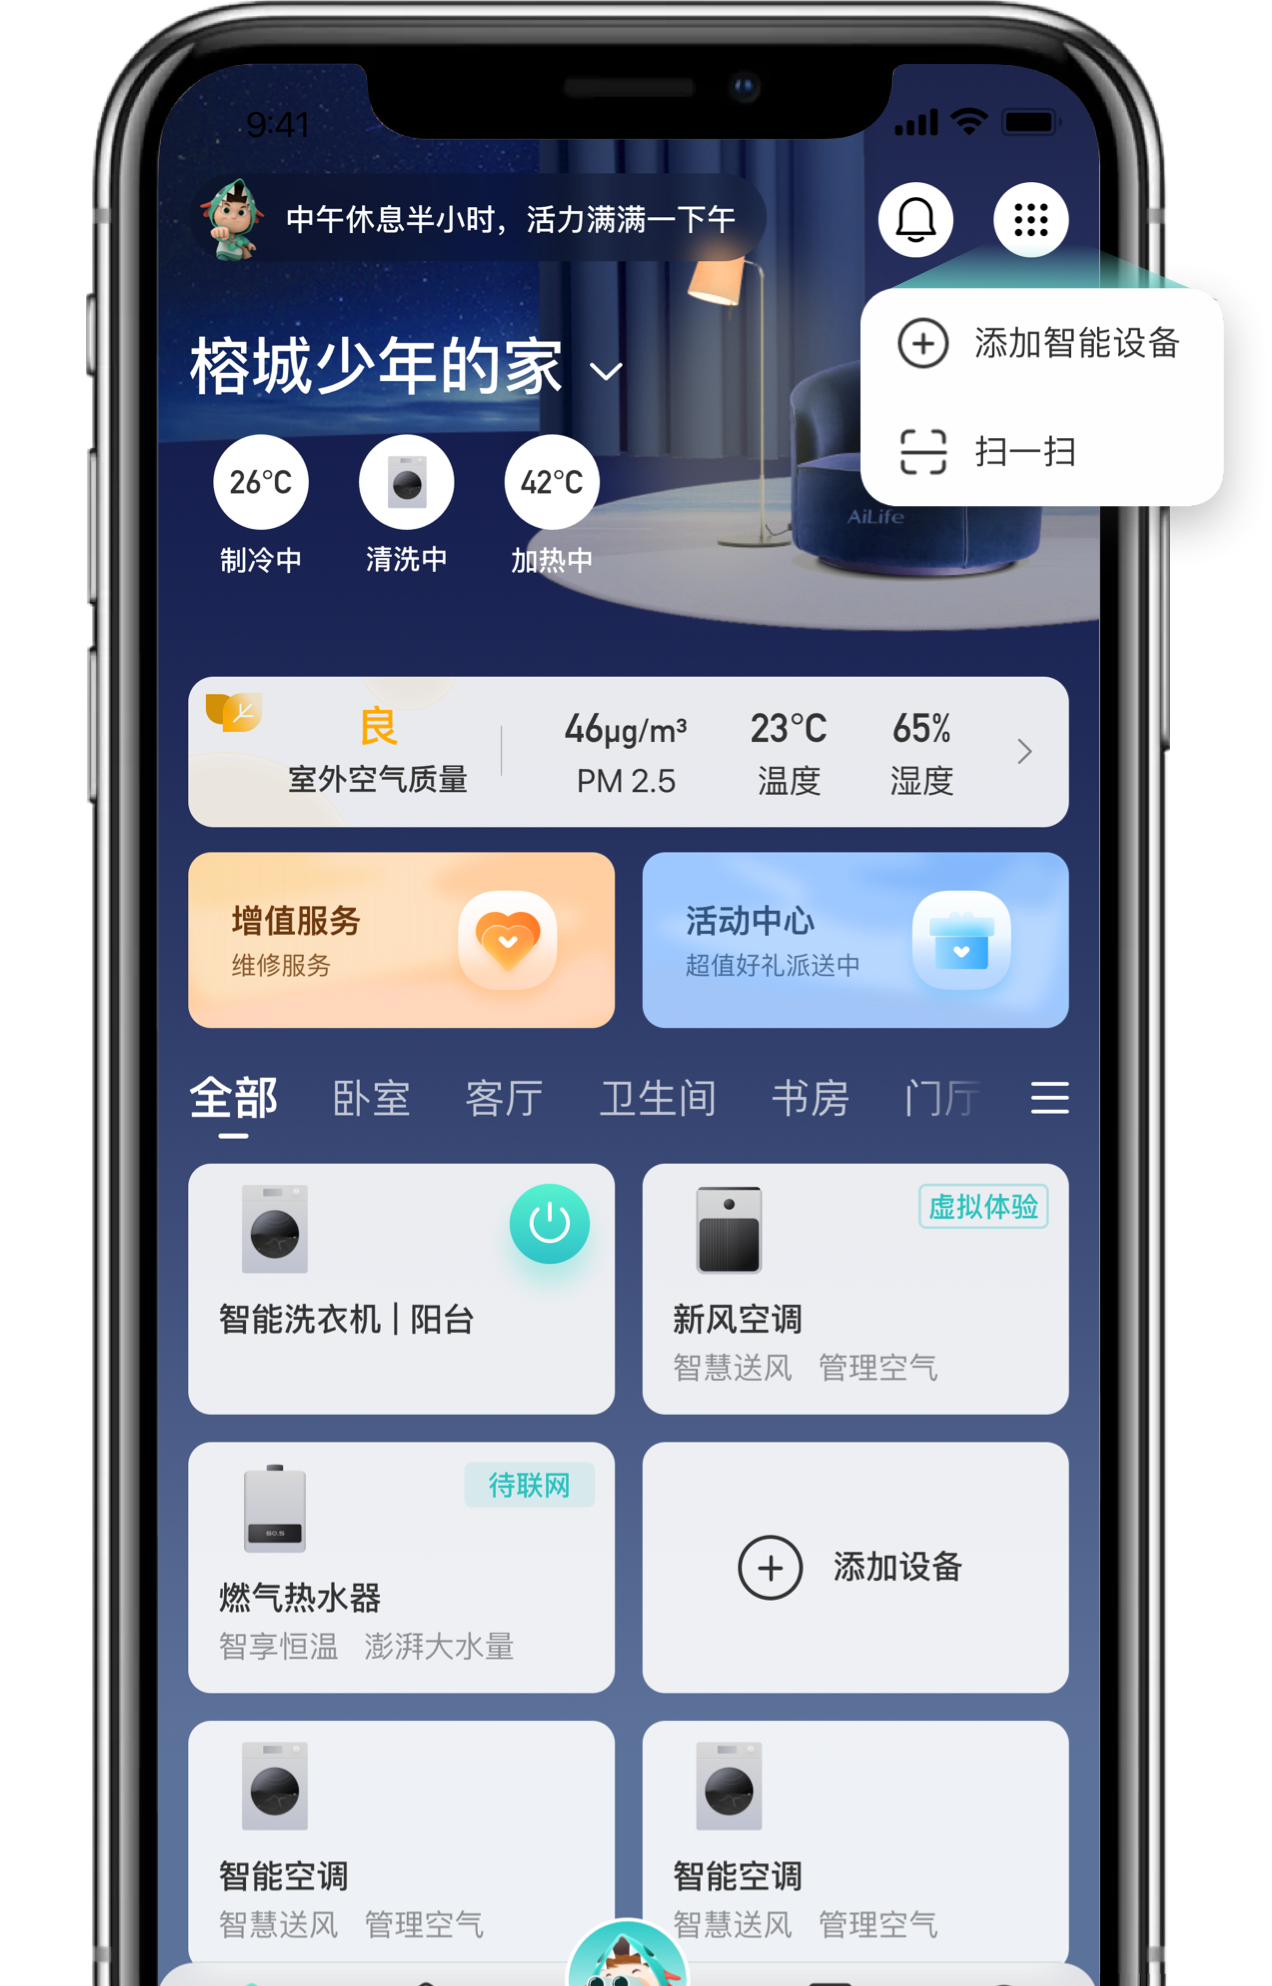 9:41
中午休息半小时，活力满满一下午
添加智能设备
扫一扫
榕城少年的家
26°C
42°C
制冷中
清洗中
加热中
AiLife
良
室外空气质量
46μg/m³
PM 2.5
23°C
温度
65%
湿度
增值服务
维修服务
活动中心
超值好礼派送中
全部 卧室 客厅 卫生间 书房 门厅
智能洗衣机 | 阳台
虚拟体验
新风空调
智慧送风 管理空气
待联网
60.5
燃气热水器
智享恒温 澎湃大水量
添加设备
智能空调
智慧送风 管理空气
智能空调
智慧送风 管理空气